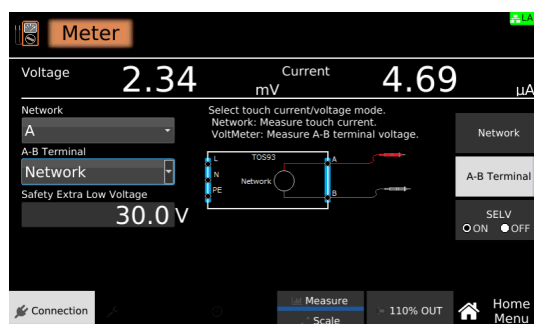 LA
Meter
Voltage 2.34 mV Current 4.69 µA
Network
A
A-B Terminal
Network
Safety Extra Low Voltage
30.0 V
Select touch current/voltage mode.
Network: Measure touch current.
VoltMeter: Measure A-B terminal voltage.
TOS93
L
N
PE
Network
A
B
Network
A-B Terminal
SELV
ON OFF
Connection
Measure
Scale
110% OUT
Home
Menu